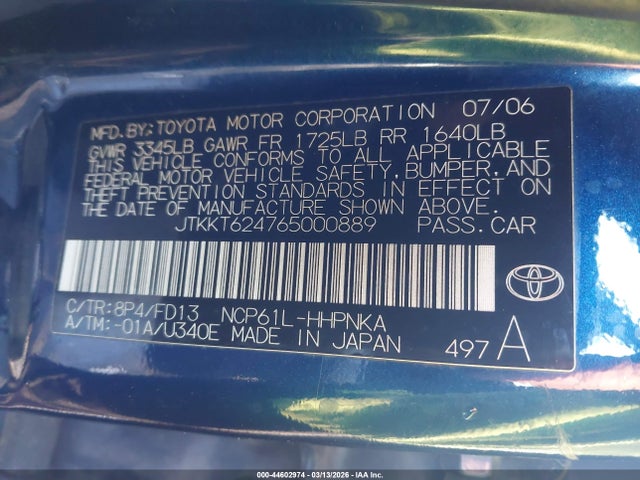 MFD.BY:TOYOTA MOTOR CORPORATION 07/06
GVWR 3345LB GAWR FR 1725LB RR 1640LB
THIS VEHICLE CONFORMS TO ALL APPLICABLE
FEDERAL MOTOR VEHICLE SAFETY,BUMPER,AND
THEFT PREVENTION STANDARDS IN EFFECT ON
THE DATE OF MANUFACTURE SHOWN ABOVE.
JTKKT624765000889 PASS.CAR
C/TR:8P4/FD13 NCP61L-HHPNKA
A/TM:-01A/U340E MADE IN JAPAN 497 A
000-44602974 - 03/13/2026 - IAA Inc.